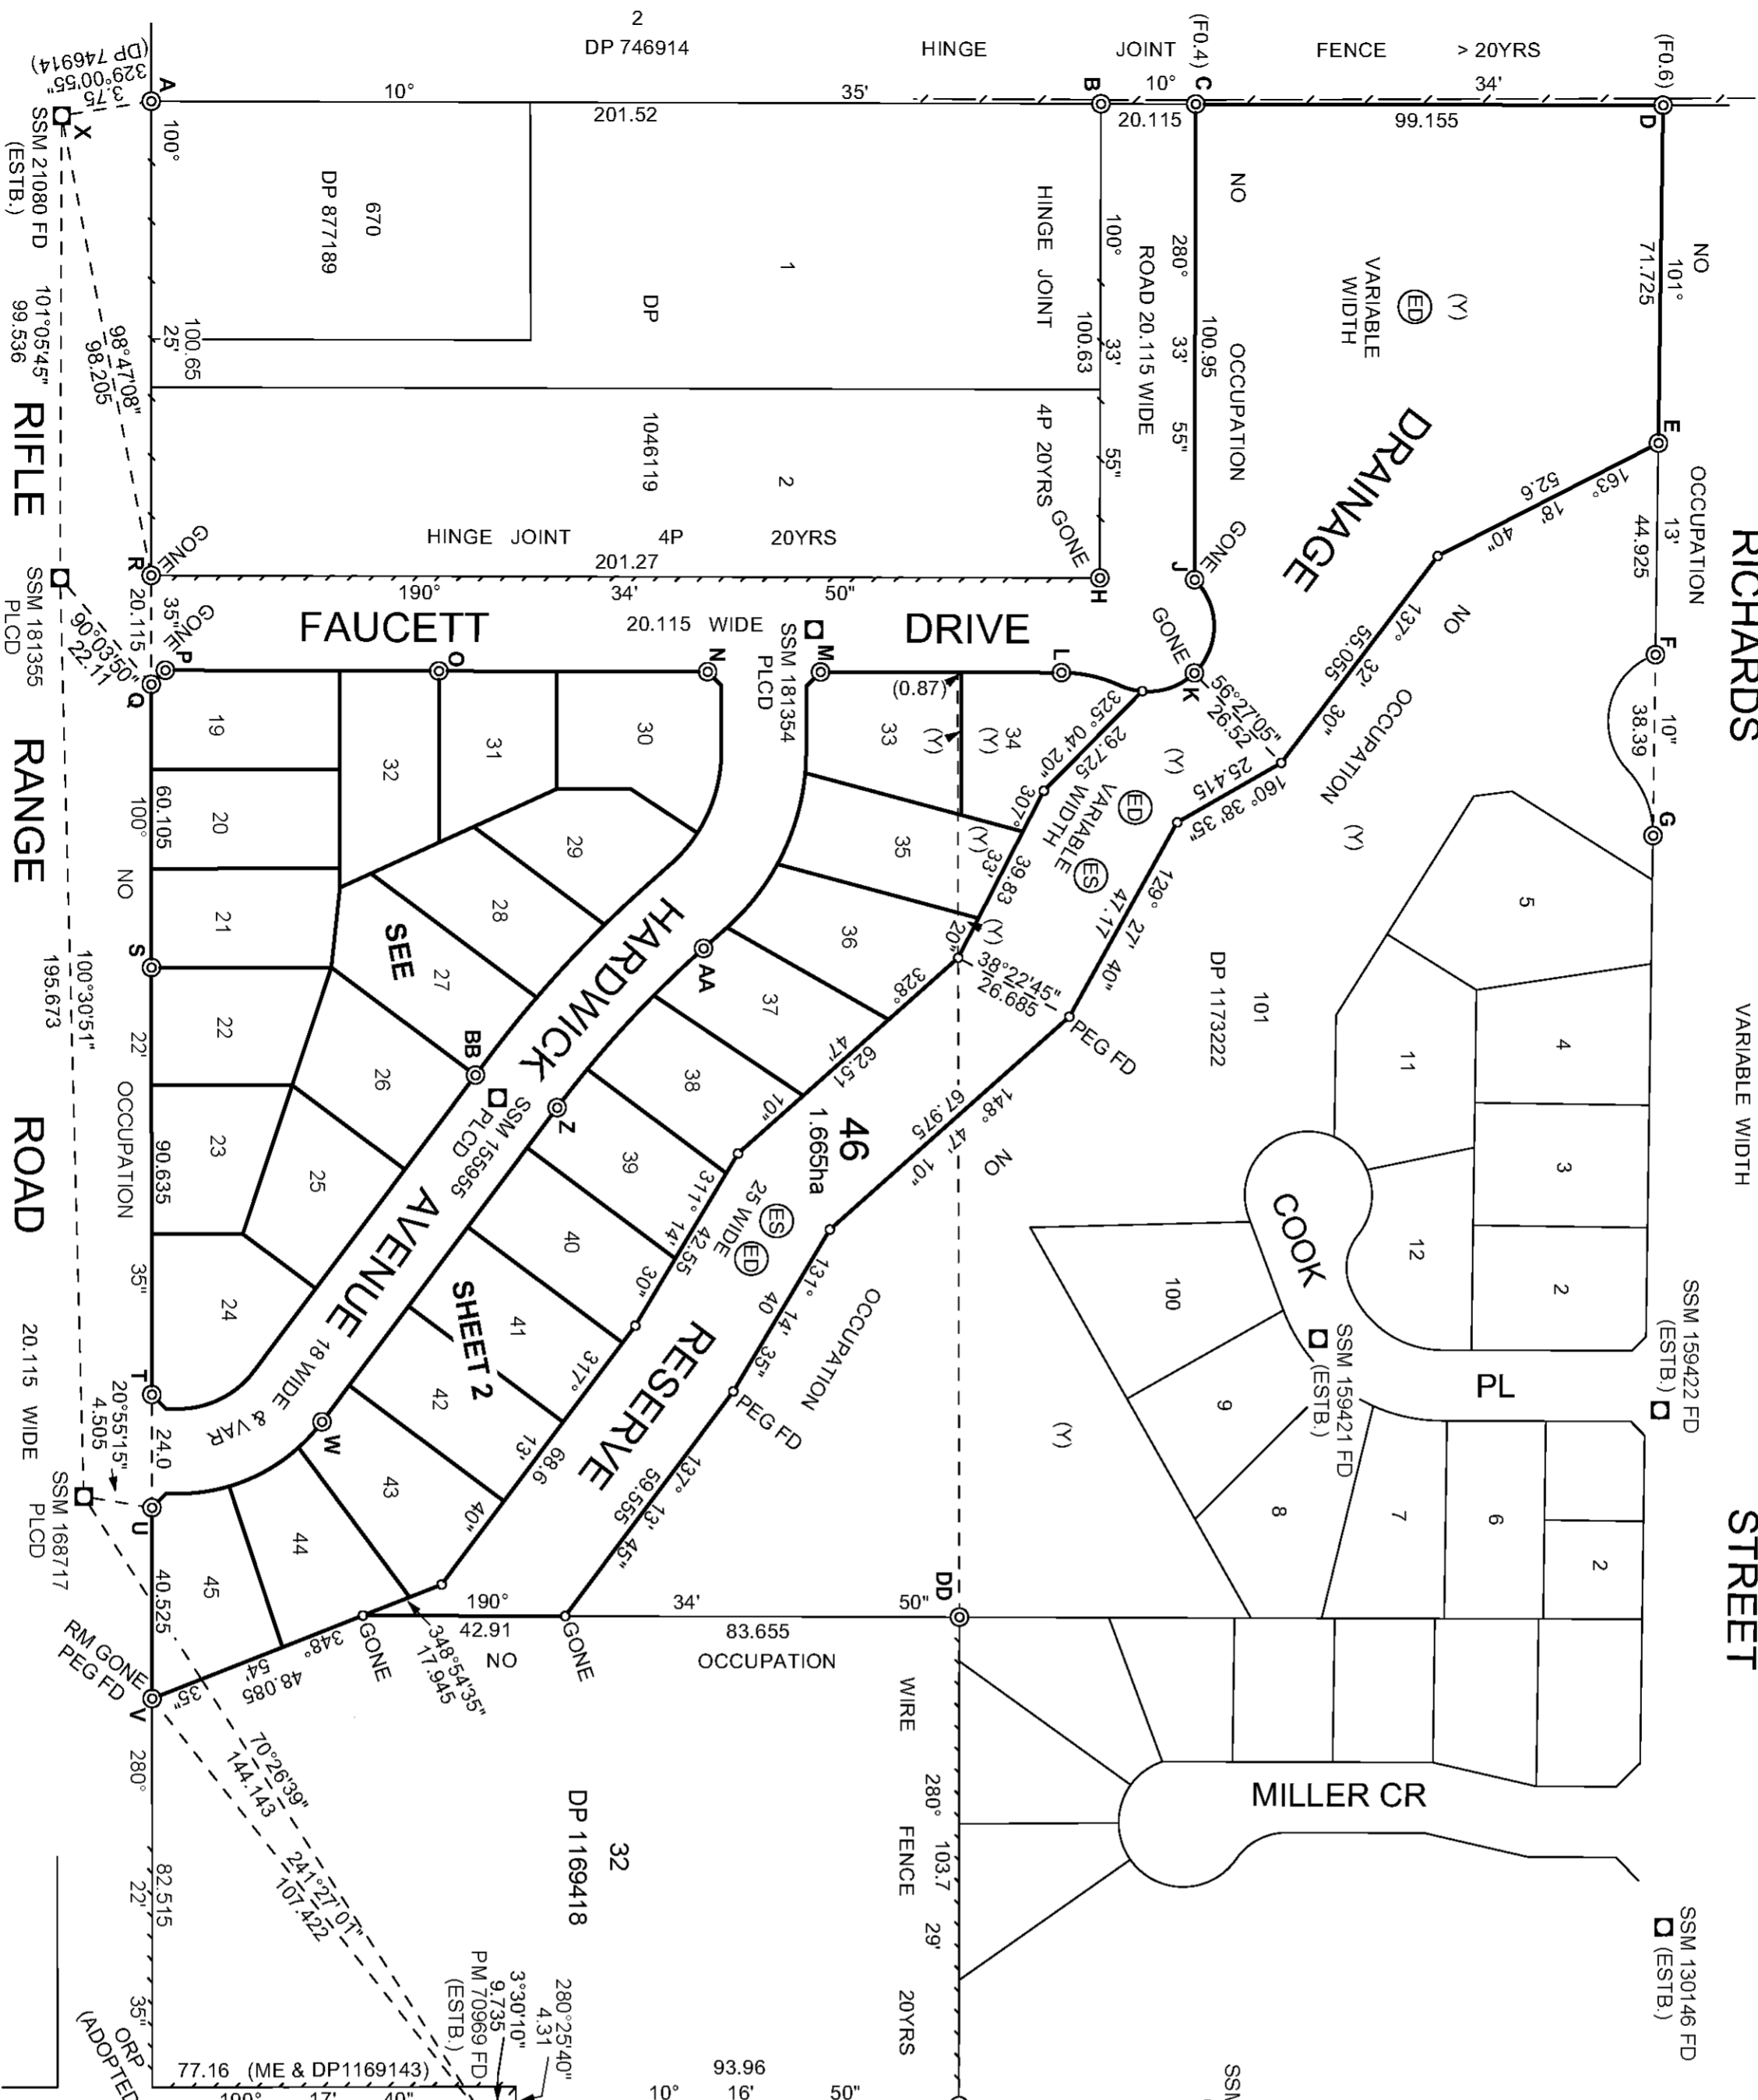 2
DP 746914
HINGE JOINT FENCE > 20YRS
(F0.4)
(F0.6)
(DP 746914)
329°00'55"
3.75
A
10° 35'
201.52
B
10°
20.115
C
34'
99.155
D
X
SSM 21080 FD
(ESTB.)
100° 25' 35"
100.65
670
DP 877189
1
DP
1046119
2
HINGE JOINT
4P 20YRS
GONE
100° 33' 55"
100.63
ROAD 20.115 WIDE
280° 33' 55"
100.95
NO OCCUPATION
GONE
VARIABLE
WIDTH
ED
(Y)
DRAINAGE
NO
101° 13' 10"
71.725
E
OCCUPATION
44.925
F
38.39
G
RICHARDS
STREET
VARIABLE WIDTH
163° 18' 40"
52.6
137° 32' 30"
55.055
NO
OCCUPATION
(Y)
98°47'08"
98.205
101°05'45"
99.536
RIFLE RANGE ROAD
20.115 WIDE
GONE
R
HINGE JOINT 4P 20YRS
201.27
190° 34' 50"
H
J
GONE
K
56°27'05"
26.52
SSM 181355
PLCD
90°03'50"
22.11
20.115
GONE
P
Q
FAUCETT DRIVE
20.115 WIDE
O
N
SSM 181354
PLCD
M
L
(0.87)
(Y)
(Y)
325° 04' 20"
29.725
VARIABLE
WIDTH
ED
ES
(Y)
160° 38' 35"
25.415
307° 33' 20"
39.83
(Y)
(Y)
129° 27' 40"
47.17
38°22'45"
26.685
PEG FD
101
DP 1173222
19
20
21
22
23
24
25
26
27
28
29
30
31
32
33
34
35
36
37
38
39
40
41
42
43
44
45
SEE
SHEET 2
HARDWICK AVENUE
18 WIDE & VAR
AA
BB
Z
SSM 155955
PLCD
S
60.105
100° 22' 35"
NO OCCUPATION
90.635
100°30'51"
195.673
T
24.0
20°55'15"
4.505
SSM 168717
PLCD
U
W
40.525
RM GONE
PEG FD
V
328° 47' 10"
62.51
46
1.665ha
148° 47' 10"
67.975
NO
OCCUPATION
311° 14' 30"
42.55
25 WIDE
ES
ED
131° 14' 35"
40
PEG FD
RESERVE
317° 13' 40"
68.6
137° 13' 45"
59.555
348° 54' 35"
48.085
348°54'35"
17.945
GONE
GONE
190° 34' 50"
42.91
83.655
NO OCCUPATION
DD
(Y)
5
4
3
2
11
12
COOK
PL
100
9
8
7
6
2
SSM 159421 FD
(ESTB.)
SSM 159422 FD
(ESTB.)
MILLER CR
SSM 130146 FD
(ESTB.)
WIRE FENCE 20YRS
280° 29'
103.7
32
DP 1169418
280° 22' 35"
82.515
70°26'39"
144.143
241°27'01"
107.422
PM 70969 FD
(ESTB.)
3°30'10"
9.735
280°25'40"
4.31
ORP
(ADOPTED
77.16 (ME & DP1169143)
17' 40"
93.96
10° 16' 50"